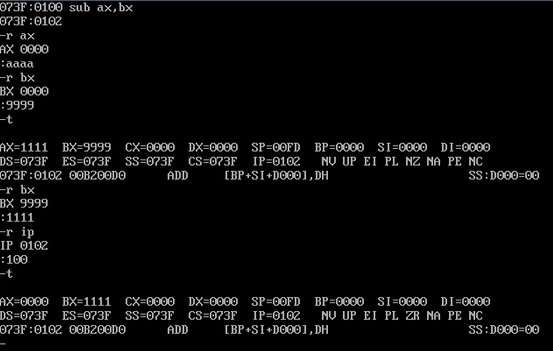 073F:0100 sub ax,bx
073F:0102
-r ax
AX 0000
:aaaa
-r bx
BX 0000
:9999
-t
AX=1111 BX=9999 CX=0000 DX=0000 SP=00FD BP=0000 SI=0000 DI=0000
DS=073F ES=073F SS=073F CS=073F IP=0102 NV UP EI PL NZ NA PE NC
073F:0102 00B200D0 ADD [BP+SI+D000],DH SS:D000=00
-r bx
BX 9999
:1111
-r ip
IP 0102
:100
-t
AX=0000 BX=1111 CX=0000 DX=0000 SP=00FD BP=0000 SI=0000 DI=0000
DS=073F ES=073F SS=073F CS=073F IP=0102 NV UP EI PL ZR NA PE NC
073F:0102 00B200D0 ADD [BP+SI+D000],DH SS:D000=00
-